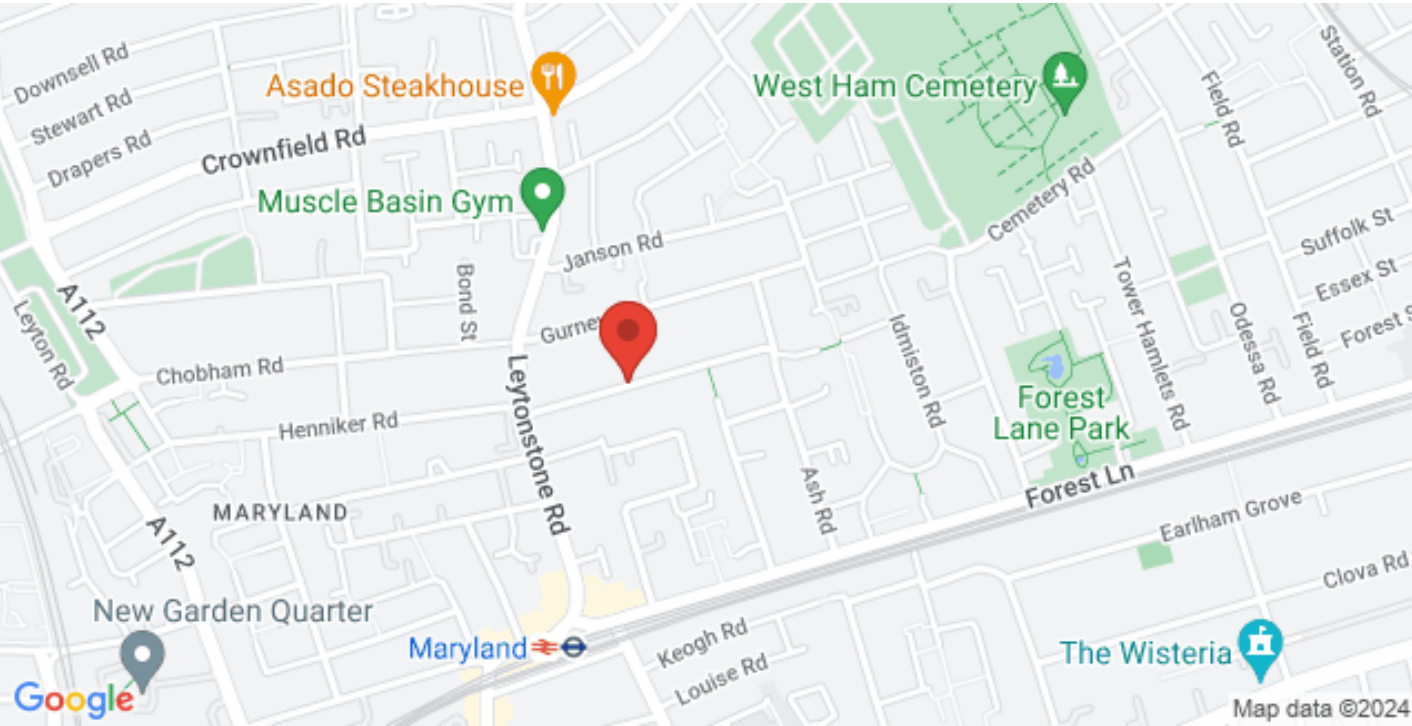 Downsell Rd
Stewart Rd
Drapers Rd
Crownfield Rd
Asado Steakhouse
West Ham Cemetery
Station Rd
Field Rd
Muscle Basin Gym
Cemetery Rd
Janson Rd
Suffolk St
Essex St
Forest S
Field Rd
Odessa Rd
Tower Hamlets Rd
Bond St
A112
Leyton Rd
Gurne
Chobham Rd
Leytonstone Rd
Idmiston Rd
Forest
Lane Park
Henniker Rd
Ash Rd
Forest Ln
Earlham Grove
MARYLAND
A112
Clova Rd
New Garden Quarter
Maryland
Keogh Rd
Louise Rd
The Wisteria
Google
Map data ©2024